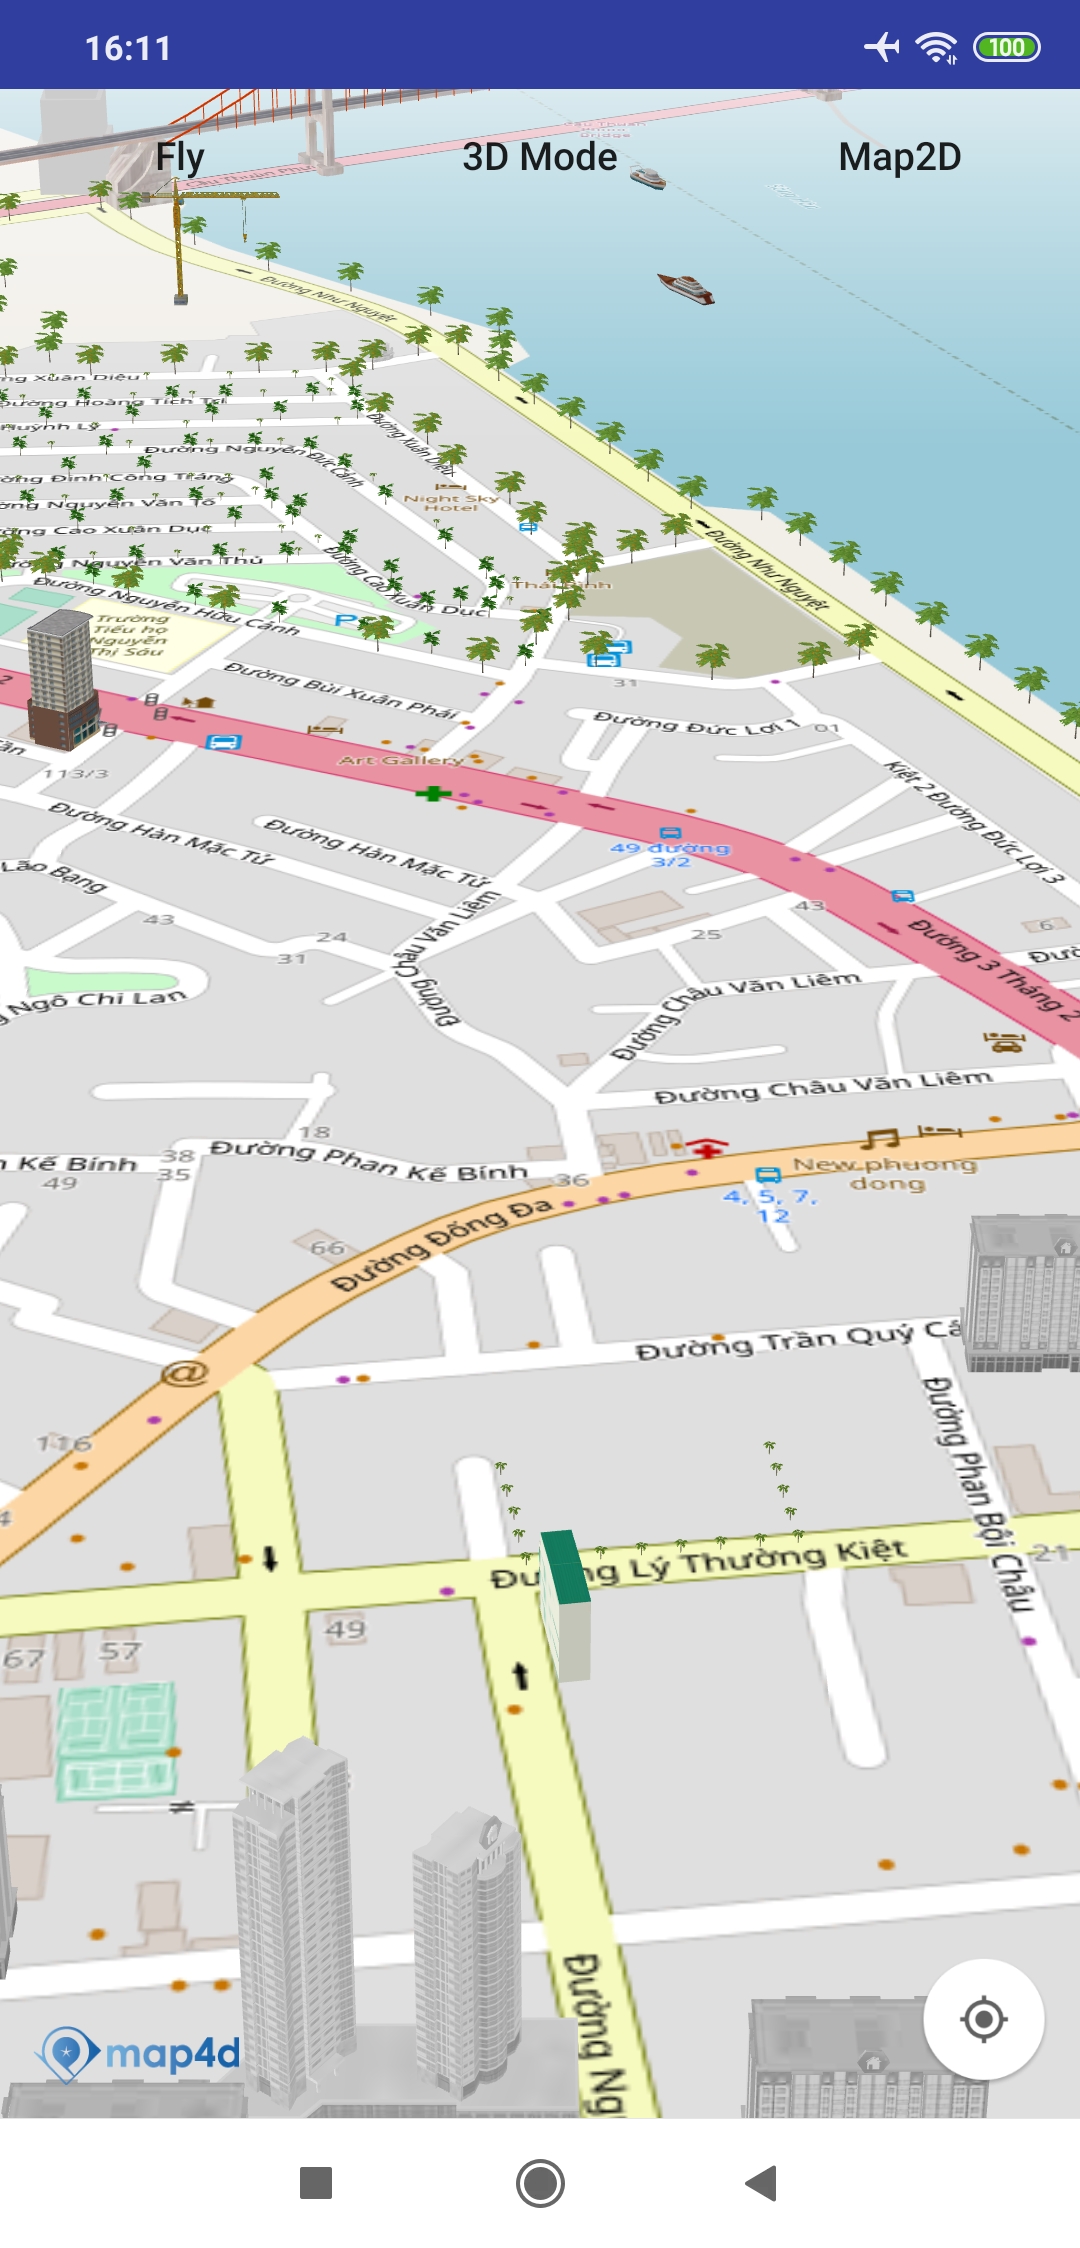 16:11
100
Fly
3D Mode
Map2D
Đường Như Nguyệt
ng Xuân Diệu
Đường Hoàng Tích Trí
Huỳnh Lý
Đường Xuân Diệu
Đường Nguyễn Đức Cảnh
ờng Đinh Công Tráng
Night Sky
Hotel
ờng Nguyễn Văn Tố
ờng Cao Xuân Dục
Đường Như Nguyệt
Nguyễn Văn Thủ
Đường Cao Xuân Dục
Thái Bình
Đường Nguyễn Hữu Cảnh
P
Trường
Tiểu họ
Nguyễn
Thị Sáu
31
2
Đường Bùi Xuân Phái
Đường Đức Lợi 1
01
Art Gallery
113/3
Kiệt 2 Đường Đức Lợi 3
Đường Hàn Mặc Tử
Đường Hàn Mặc Tử
49 đường
3/2
Lão Bạng
43
24
31
Đường Châu Văn Liêm
25
43
6
Đường 3 Tháng 2
Ngô Chi Lan
Đường Châu Văn Liêm
Đường Châu Văn Liêm
18
38
35
n Kế Bính
49
Đường Phan Kế Bính
36
New phuong
dong
4, 5, 7,
12
Đường Đống Đa
66
Đường Trần Quý Cá
@
116
4
Đường Phan Bội Châu
Đường Lý Thường Kiệt
21
67
57
49
Đường Ng
map4d